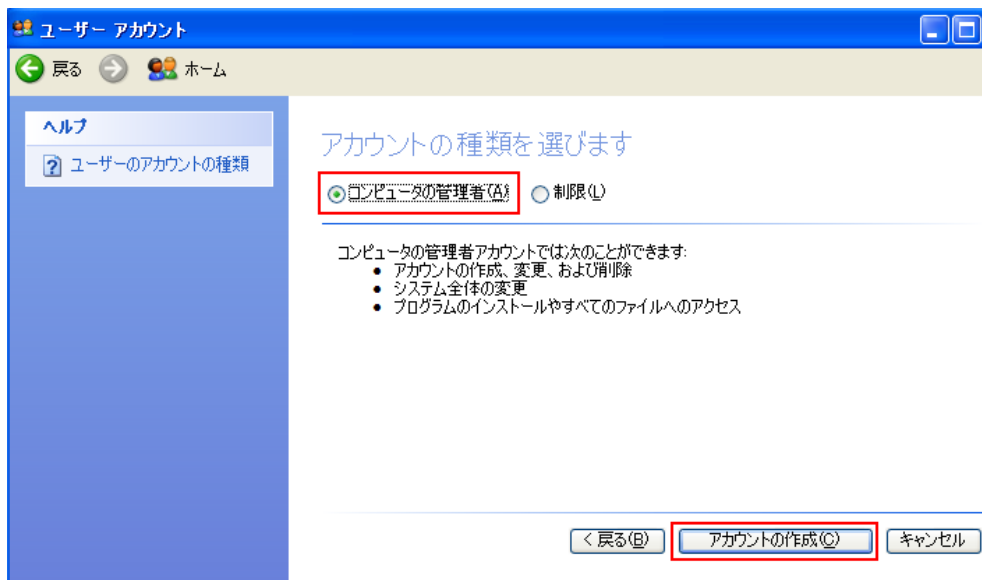 ユーザー アカウント
戻る ホーム
ヘルプ
ユーザーのアカウントの種類
アカウントの種類を選びます
コンピュータの管理者(A) 制限(L)
コンピュータの管理者アカウントでは次のことができます:
• アカウントの作成、変更、および削除
• システム全体の変更
• プログラムのインストールやすべてのファイルへのアクセス
< 戻る(B) アカウントの作成(C) キャンセル